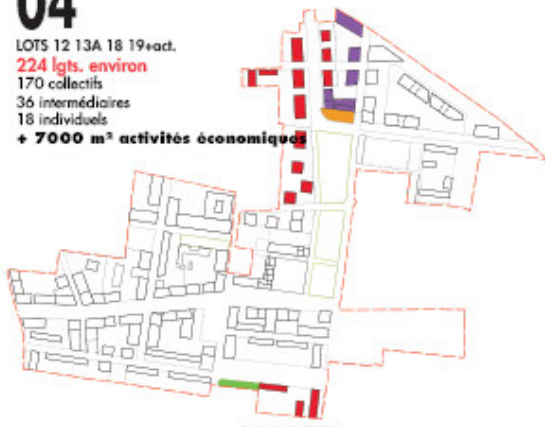 04
LOTS 12 13A 18 19+act.
224 lgts. environ
170 collectifs
36 intermédiaires
18 individuels
+ 7000 m² activités économiques